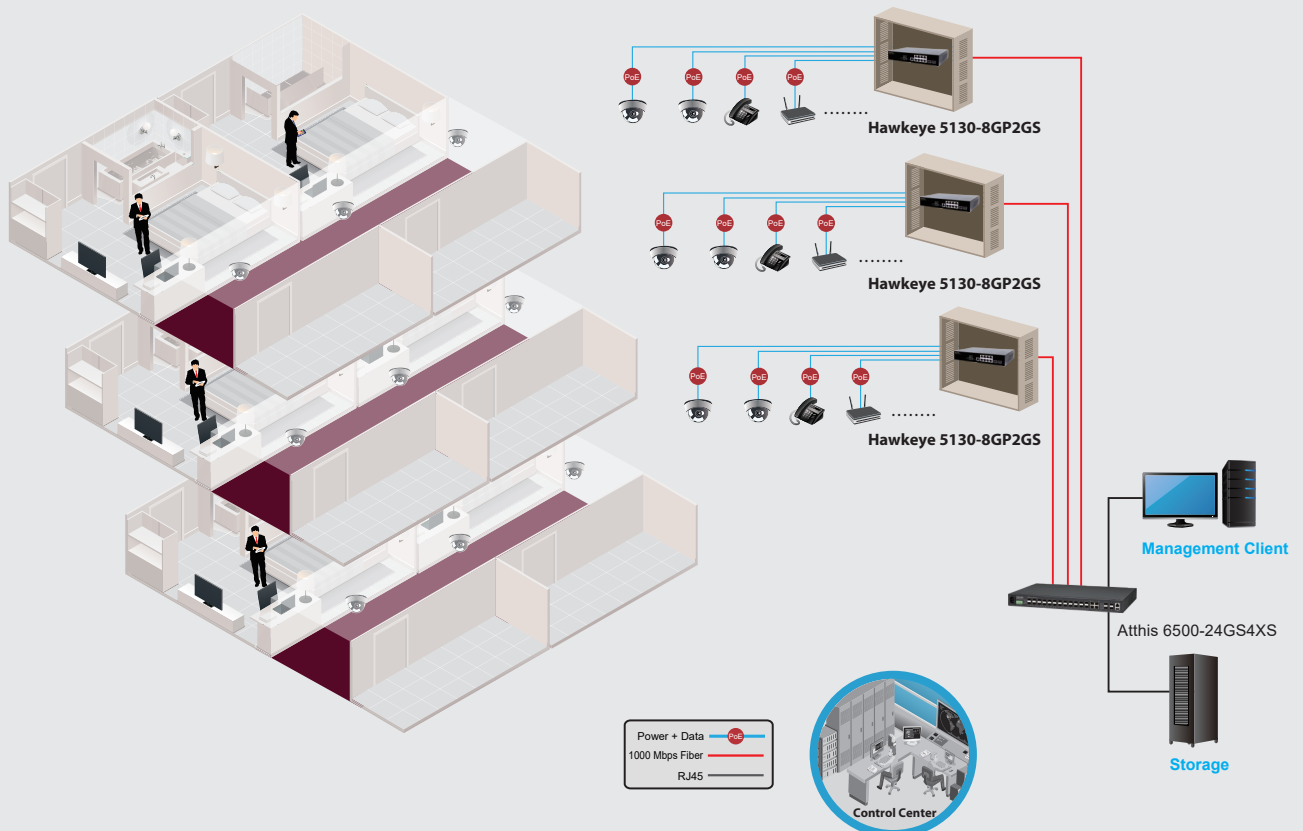 PoE
PoE
PoE
PoE
........
Hawkeye 5130-8GP2GS
PoE
PoE
PoE
PoE
........
Hawkeye 5130-8GP2GS
PoE
PoE
PoE
PoE
........
Hawkeye 5130-8GP2GS
Management Client
Atthis 6500-24GS4XS
Storage
Power + Data
PoE
1000 Mbps Fiber
RJ45
Control Center